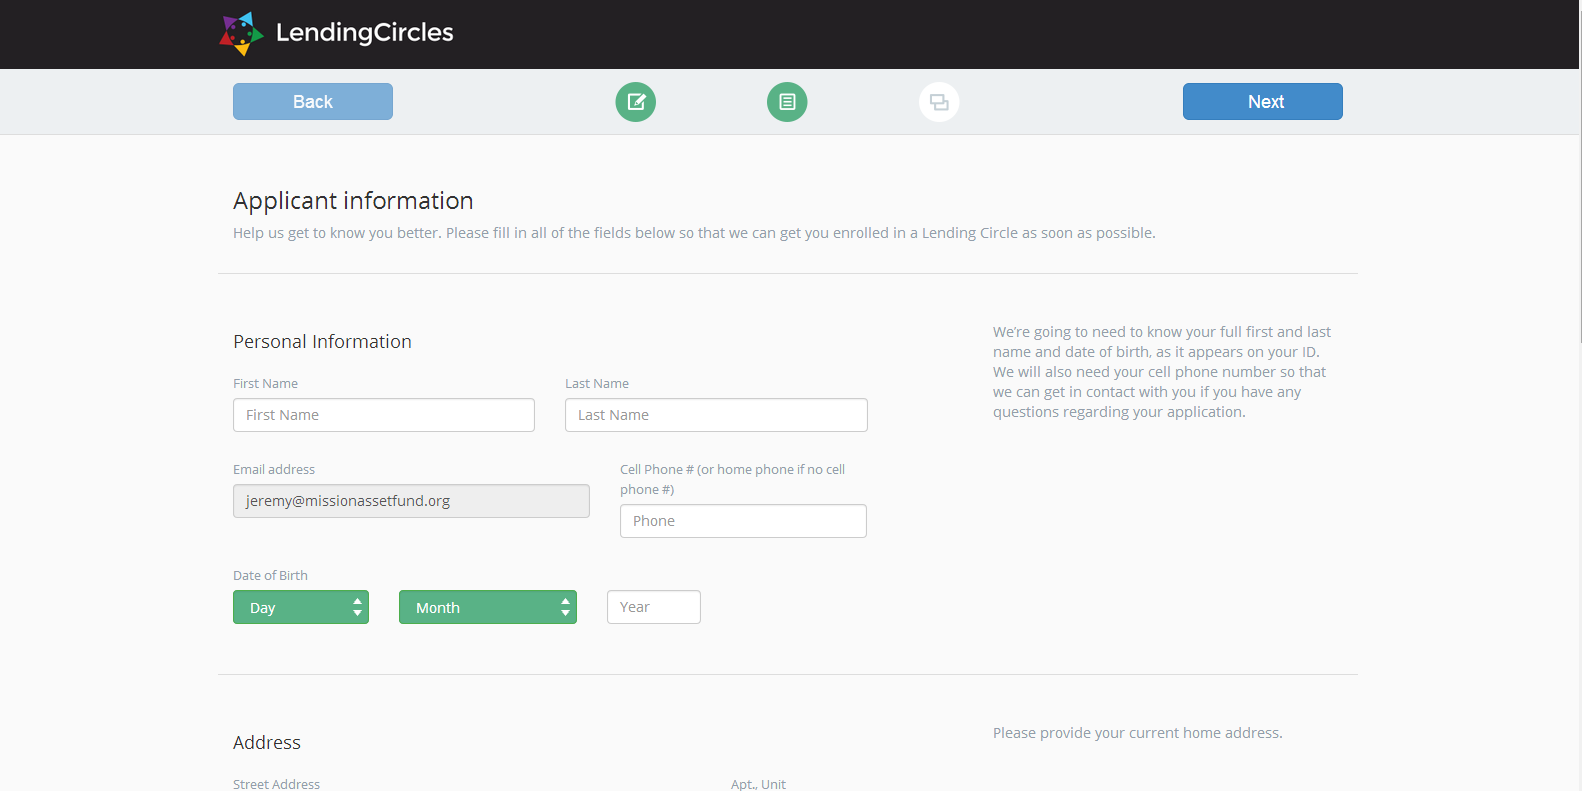 LendingCircles
Back
Next
Applicant information
Help us get to know you better. Please fill in all of the fields below so that we can get you enrolled in a Lending Circle as soon as possible.
Personal Information
We're going to need to know your full first and last
name and date of birth, as it appears on your ID.
We will also need your cell phone number so that
we can get in contact with you if you have any
questions regarding your application.
First Name
Last Name
First Name
Last Name
Email address
Cell Phone # (or home phone if no cell
phone #)
jeremy@missionassetfund.org
Phone
Date of Birth
Day
Month
Year
Address
Please provide your current home address.
Street Address
Apt., Unit